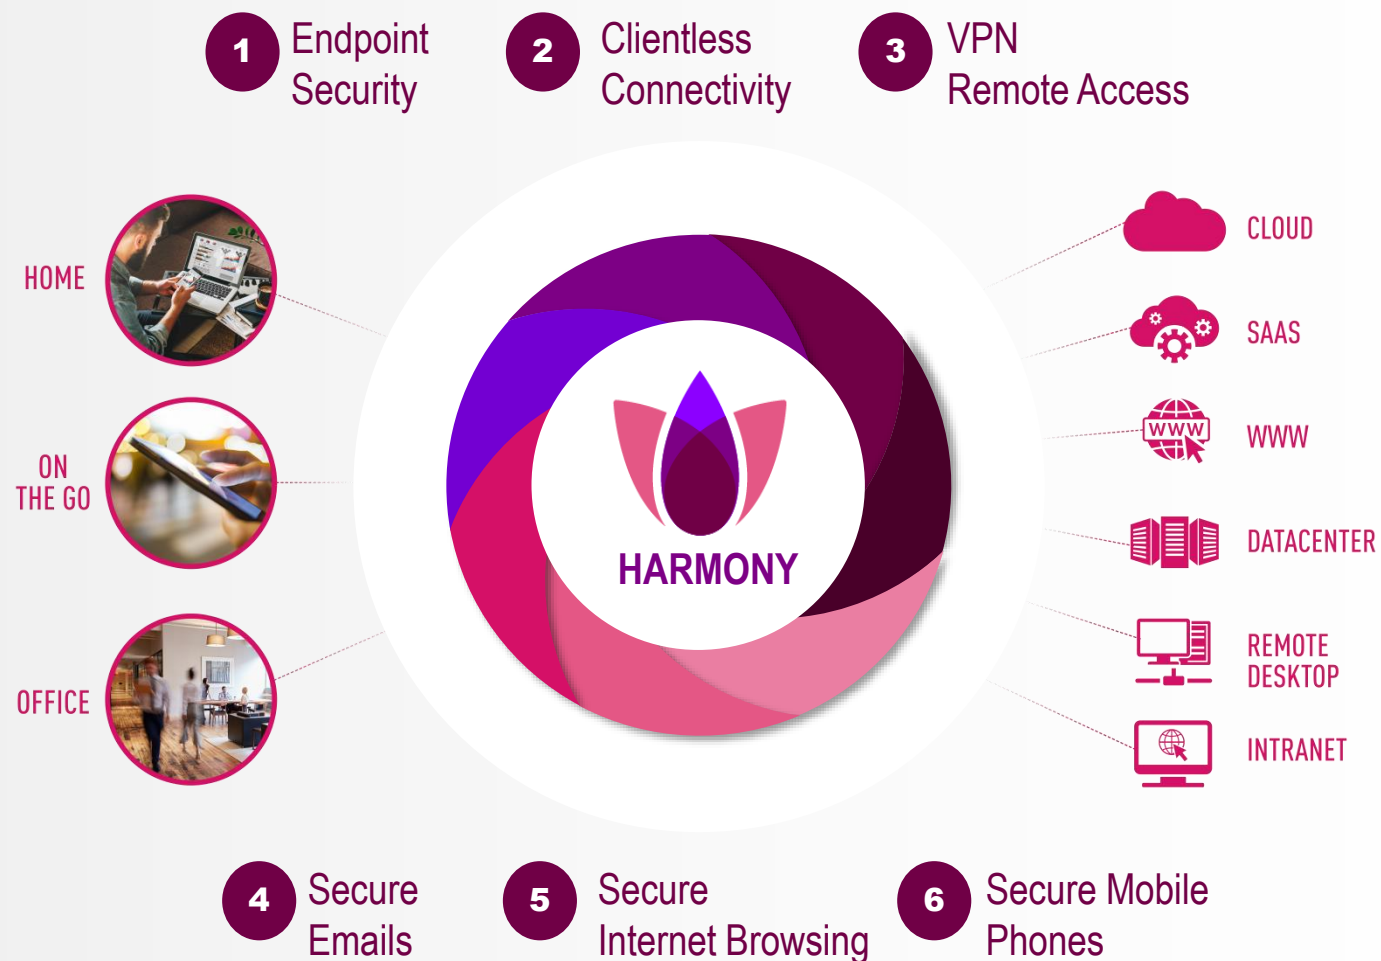 1 Endpoint
Security
2 Clientless
Connectivity
3 VPN
Remote Access
HOME
ON
THE GO
OFFICE
HARMONY
CLOUD
SAAS
WWW
WWW
DATACENTER
REMOTE
DESKTOP
INTRANET
4 Secure
Emails
5 Secure
Internet Browsing
6 Secure Mobile
Phones